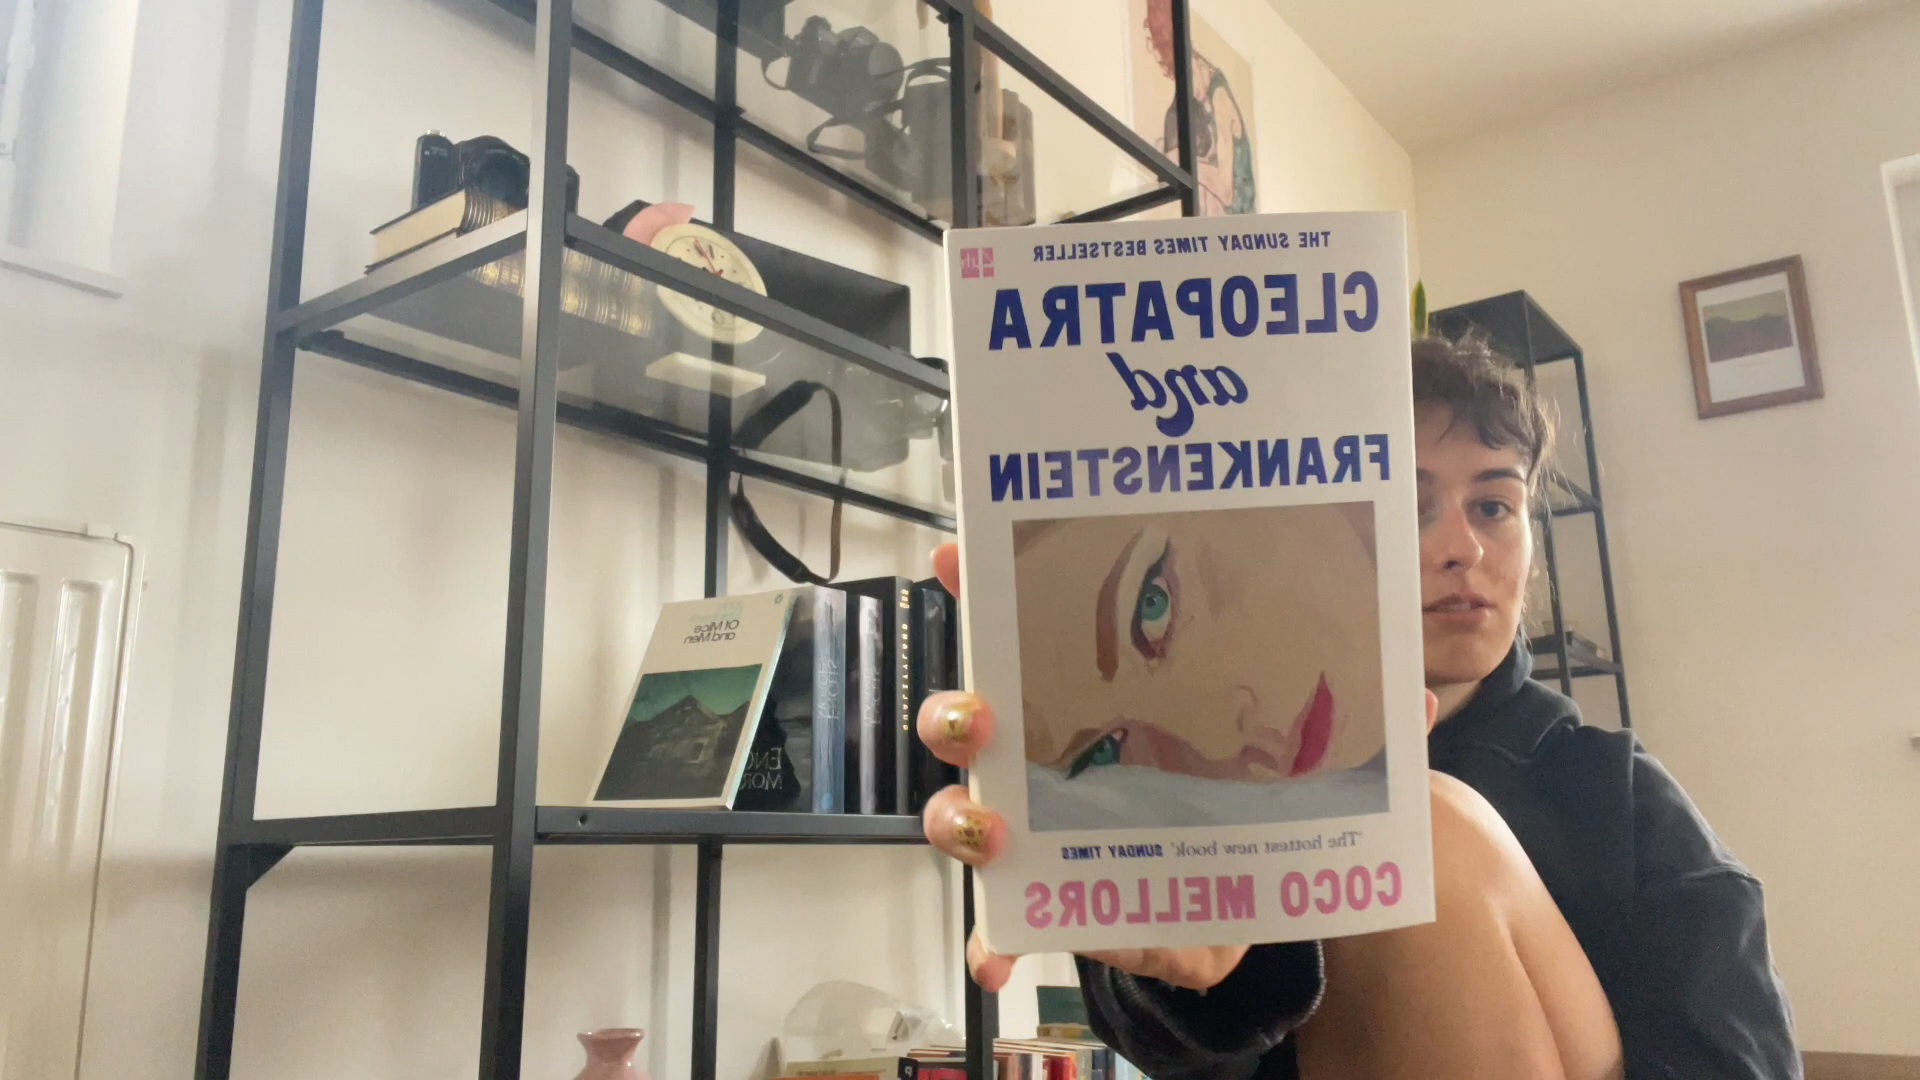 THE SUNDAY TIMES BESTSELLER
CLEOPATRA
and
FRANKENSTEIN
'The hottest new book' SUNDAY TIMES
COCO MELLORS
Of Mice
and Men